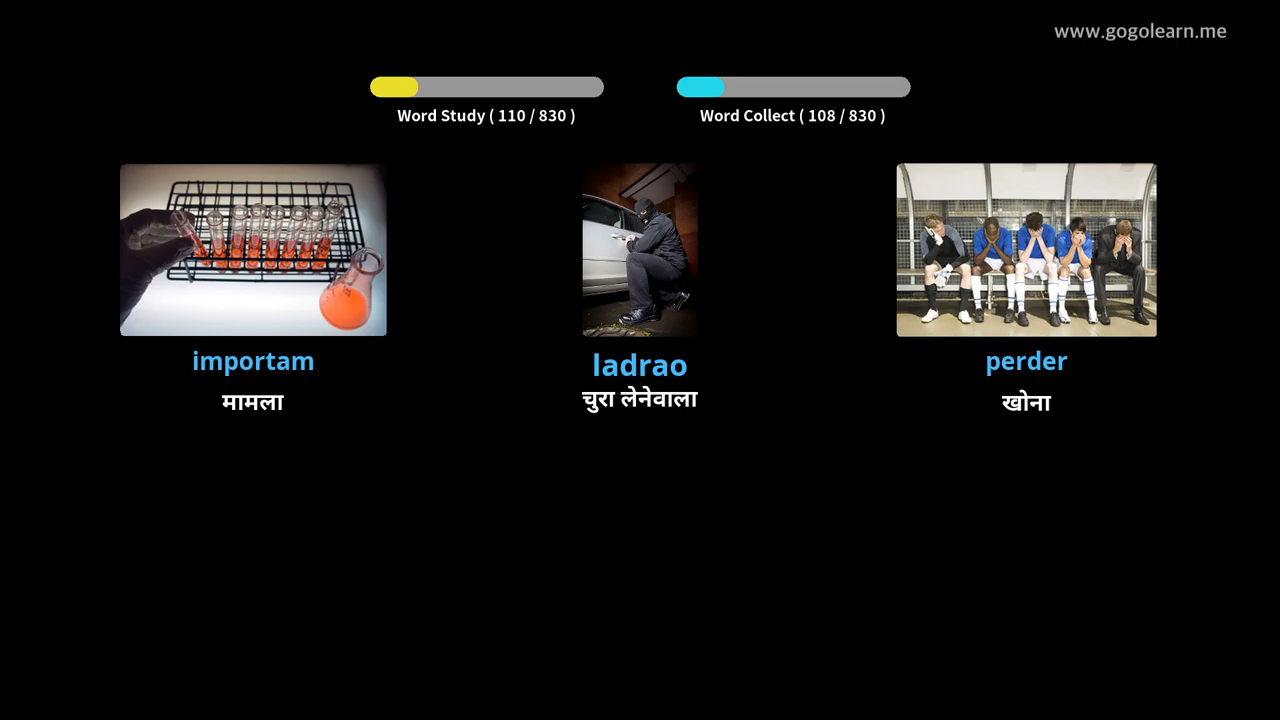 www.gogolearn.me
Word Study ( 110 / 830 )
Word Collect ( 108 / 830 )
importam
ladrao
perder
मामला
चुरा लेनेवाला
खोना